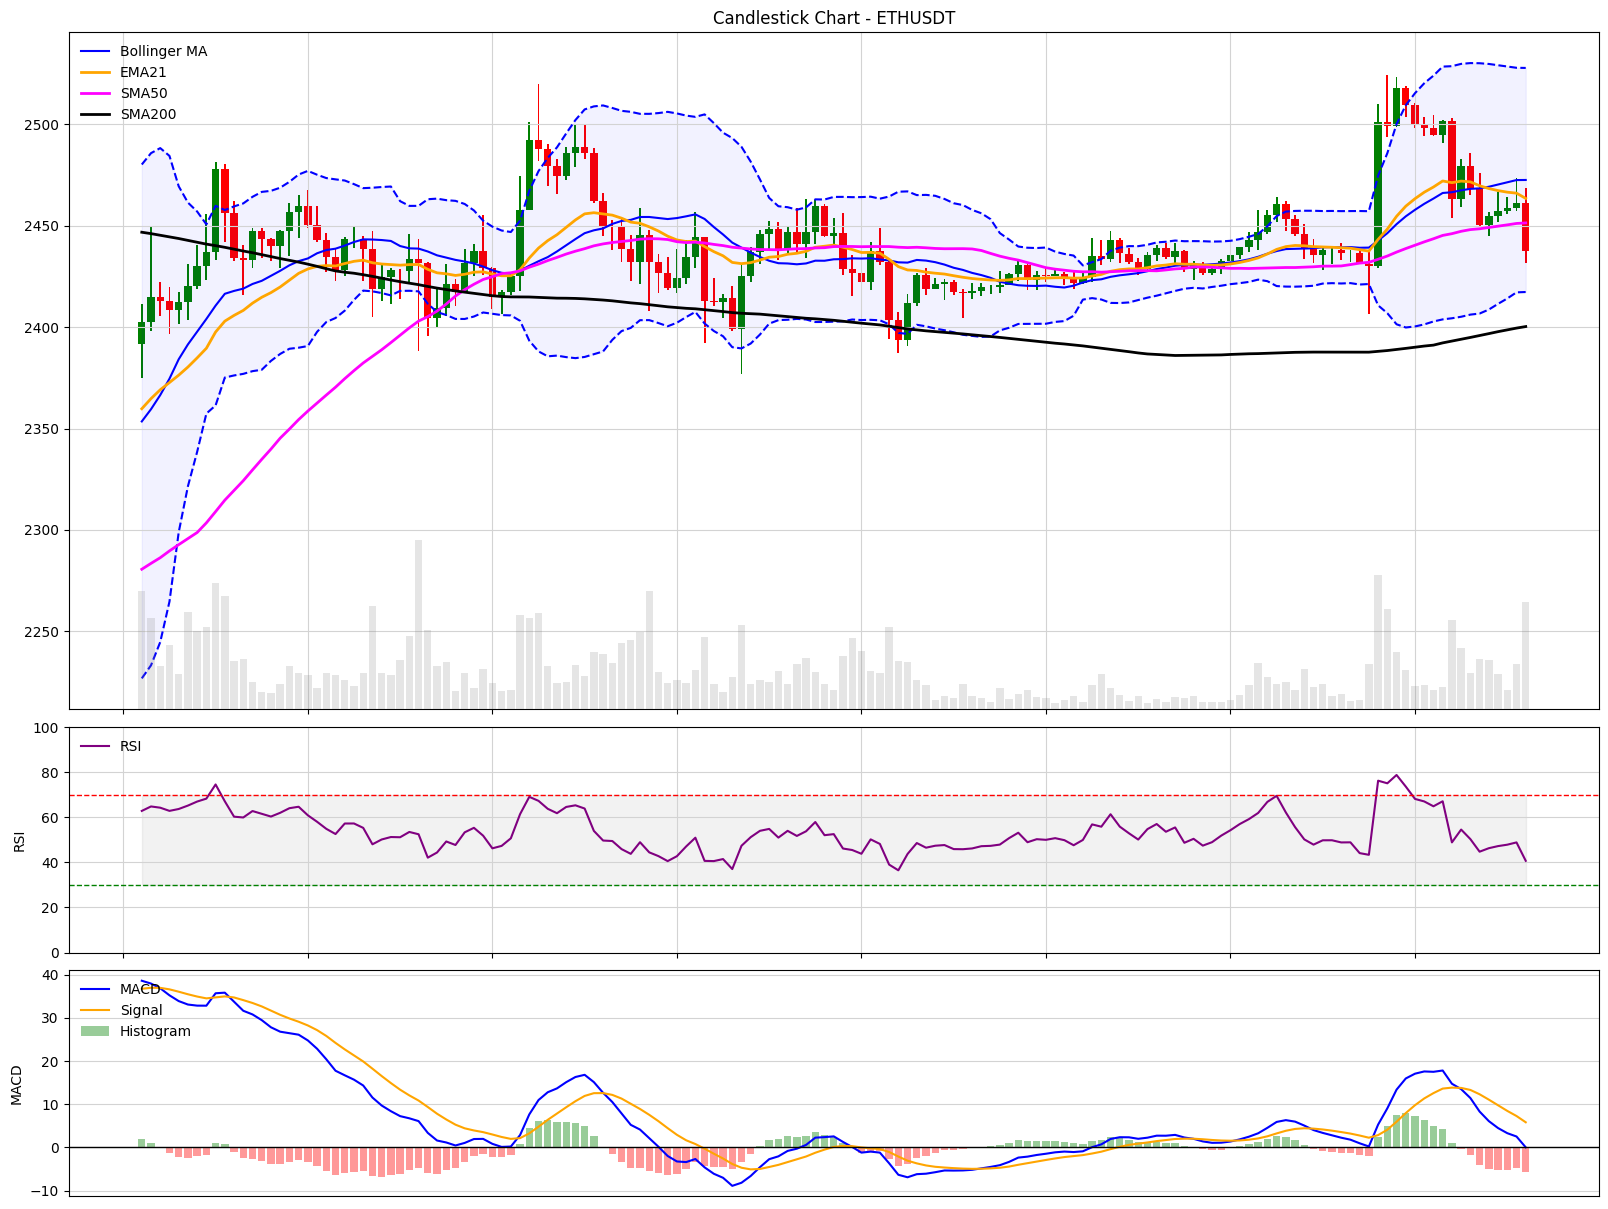 Candlestick Chart - ETHUSDT
Bollinger MA
EMA21
SMA50
SMA200
2500
2450
2400
2350
2300
2250
100
RSI
80
60
RSI
40
20
0
40
MACD
Signal
30
Histogram
20
MACD
10
0
−10